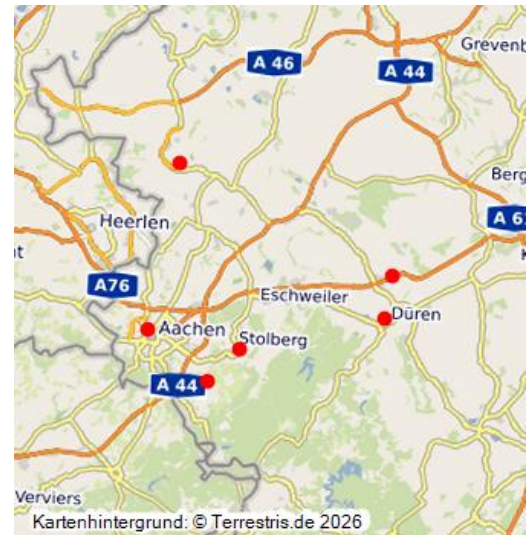 Grevenb
A 46
A 44
Berg
Heerlen
A 61
A76
Eschweiler
Düren
Aachen
Stolberg
A 44
Verviers
Kartenhintergrund: © Terrestris.de 2026